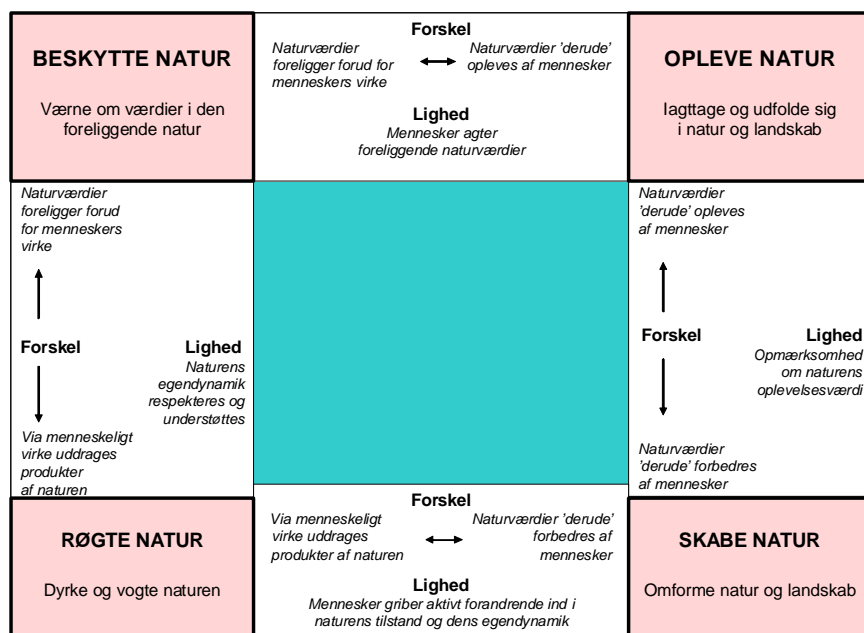 BESKYTTE NATUR
Værne om værdier i den
foreliggende natur
Forskel
Naturværdier
foreligger forud for
menneskers virke
Naturværdier 'derude'
opleves af mennesker
Lighed
Mennesker agter
foreliggende naturværdier
OPLEVE NATUR
Iagttage og udfolde sig
i natur og landskab
Naturværdier
foreligger forud
for menneskers
virke
Forskel
Lighed
Naturens
egendynamik
respekteres og
understøttes
Via menneskeligt
virke uddrages
produkter
af naturen
Naturværdier
'derude' opleves
af mennesker
Forskel
Lighed
Opmærksomhed
om naturens
oplevelsesværdi
Naturværdier
'derude' forbedres
af mennesker
RØGTE NATUR
Dyrke og vogte naturen
Forskel
Via menneskeligt
virke uddrages
produkter af naturen
Naturværdier 'derude'
forbedres af
mennesker
Lighed
Mennesker griber aktivt forandrende ind i
naturens tilstand og dens egendynamik
SKABE NATUR
Omforme natur og landskab